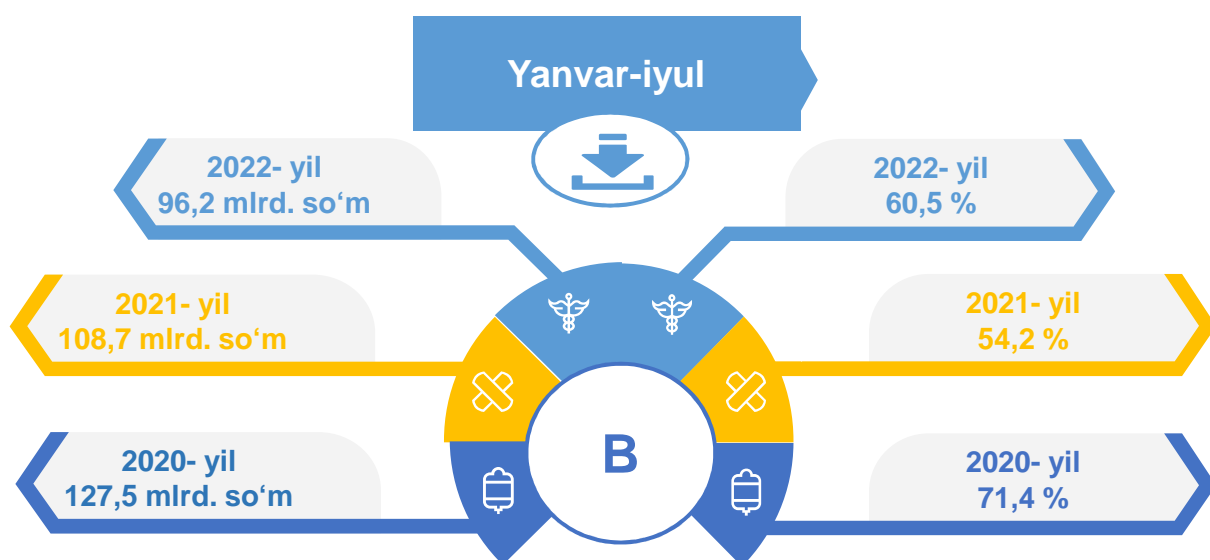 Yanvar-iyul
2022- yil
96,2 mlrd. so‘m
2022- yil
60,5 %
2021- yil
108,7 mlrd. so‘m
2021- yil
54,2 %
B
2020- yil
127,5 mlrd. so‘m
2020- yil
71,4 %